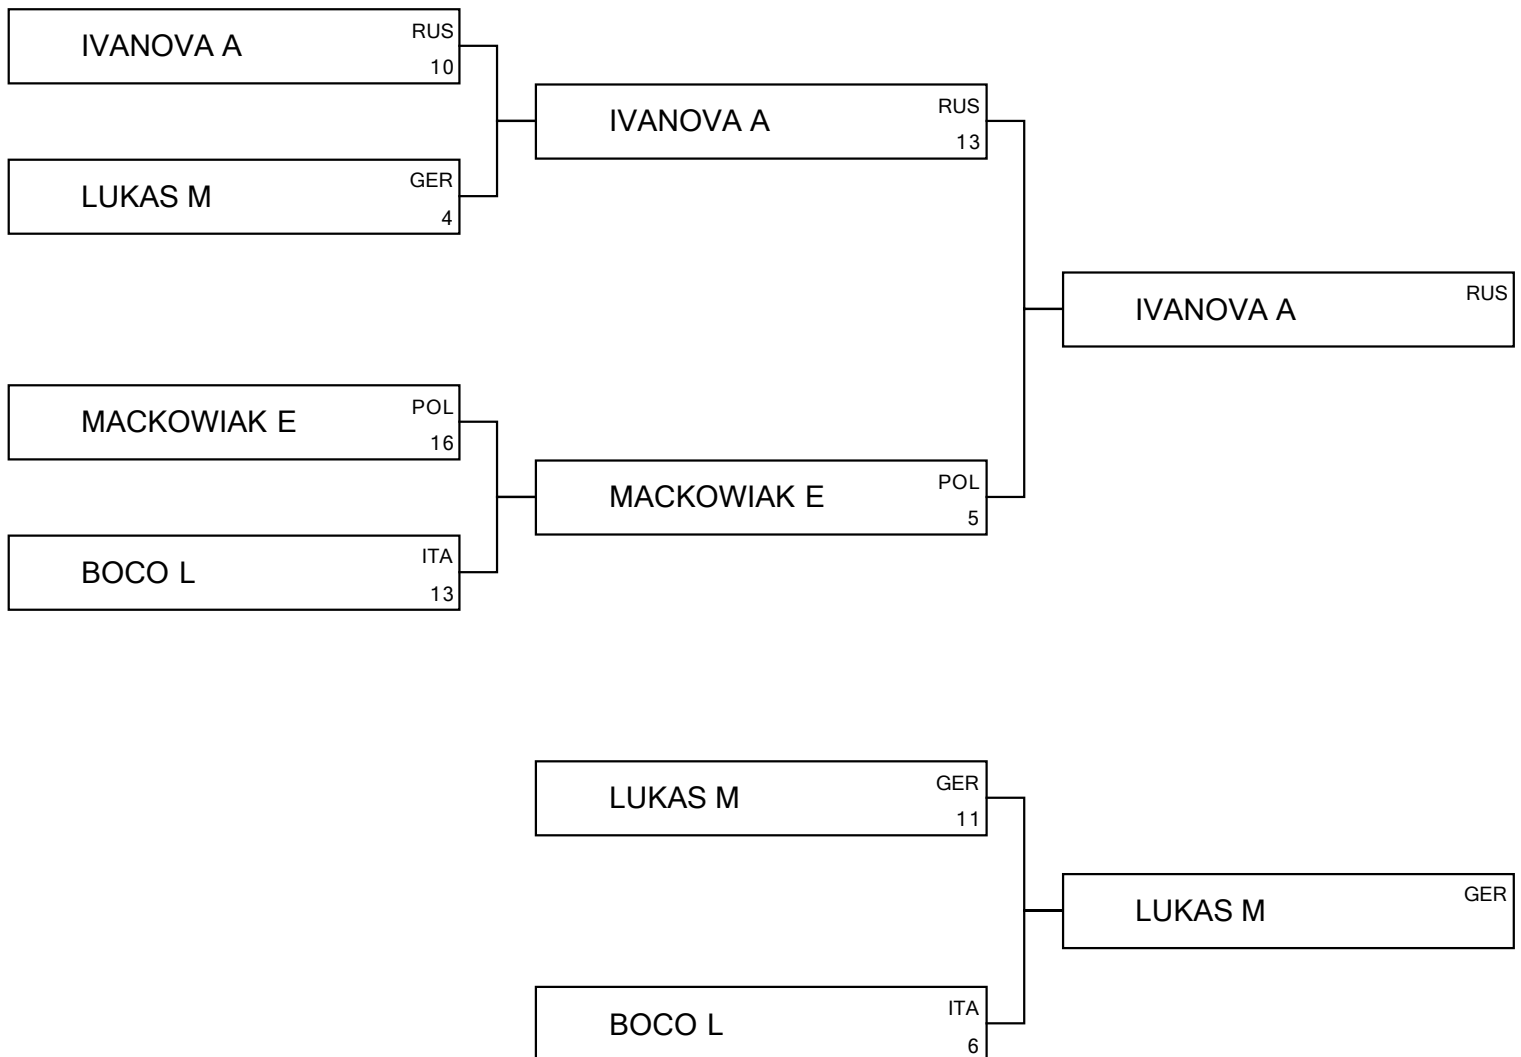 IVANOVA A RUS
10
LUKAS M GER
4
MACKOWIAK E POL
16
BOCO L ITA
13
IVANOVA A RUS
13
MACKOWIAK E POL
5
IVANOVA A RUS
LUKAS M GER
11
BOCO L ITA
6
LUKAS M GER